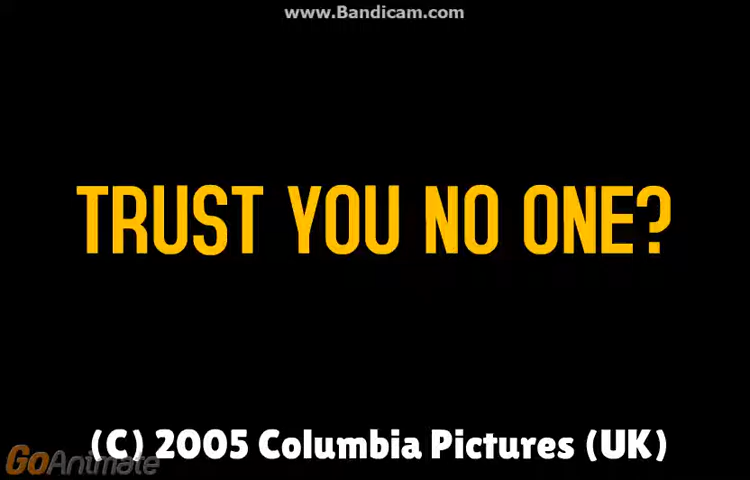 www.Bandicam.com
TRUST YOU NO ONE?
(C) 2005 Columbia Pictures (UK)
GoAnimate